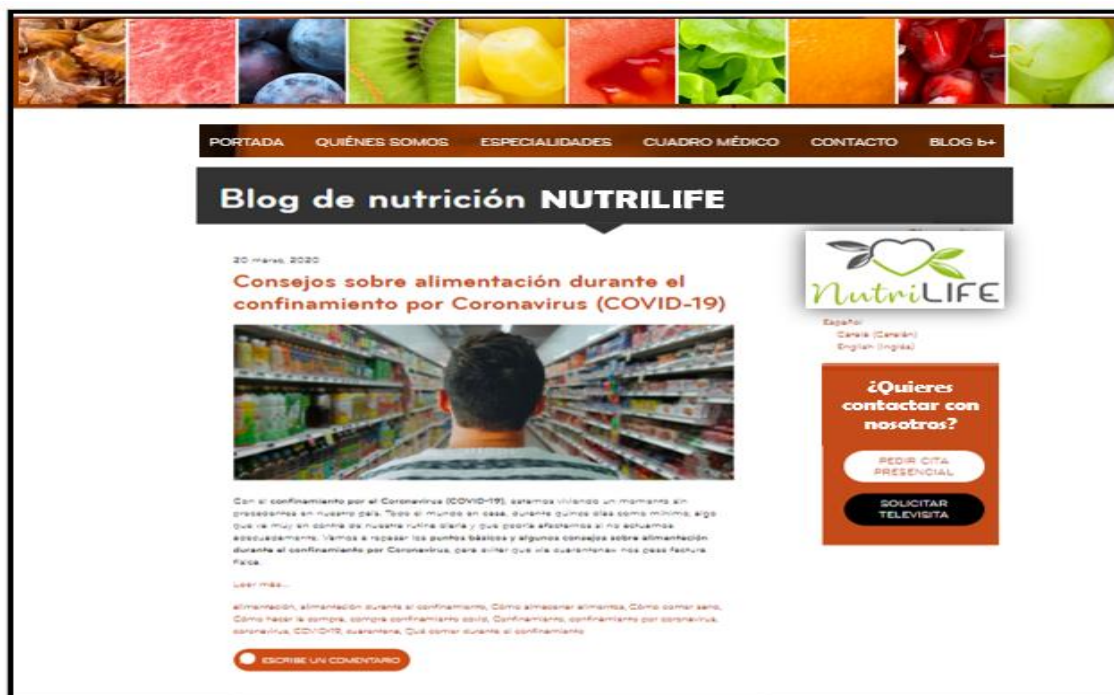 PORTADA QUIÉNES SOMOS ESPECIALIDADES CUADRO MÉDICO CONTACTO BLOG b+
Blog de nutrición NUTRILIFE
20 marzo, 2020
Consejos sobre alimentación durante el
confinamiento por Coronavirus (COVID-19)
Con el confinamiento por el Coronavirus (COVID-19), estamos viviendo un momento sin
precedentes en nuestro país. Todo el mundo en casa, durante quince días como mínimo, algo
que va muy en contra de nuestra rutina diaria y que podría afectarnos si no actuamos
adecuadamente. Vamos a repasar los puntos básicos y algunos consejos sobre alimentación
durante el confinamiento por Coronavirus, para evitar que «la cuarentena» nos pase factura
física.
Leer más...
alimentación, alimentación durante el confinamiento, Cómo almacenar alimentos, Cómo comer sano,
Cómo hacer la compra, compra confinamiento covid, Confinamiento, confinamiento por coronavirus,
coronavirus, COVID-19, cuarentena, Qué comer durante el confinamiento
ESCRIBE UN COMENTARIO
NutriLIFE
Español
Català (Catalán)
English (Inglés)
¿Quieres
contactar con
nosotros?
PEDIR CITA
PRESENCIAL
SOLICITAR
TELEVISITA